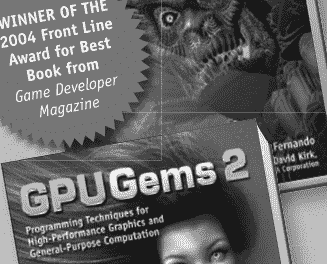 WINNER OF THE
2004 Front Line
Award for Best
Book from
Game Developer
Magazine
Fernando
David Kirk,
A Corporation
GPUGems 2
Programming Techniques for
High-Performance Graphics and
General-Purpose Computation